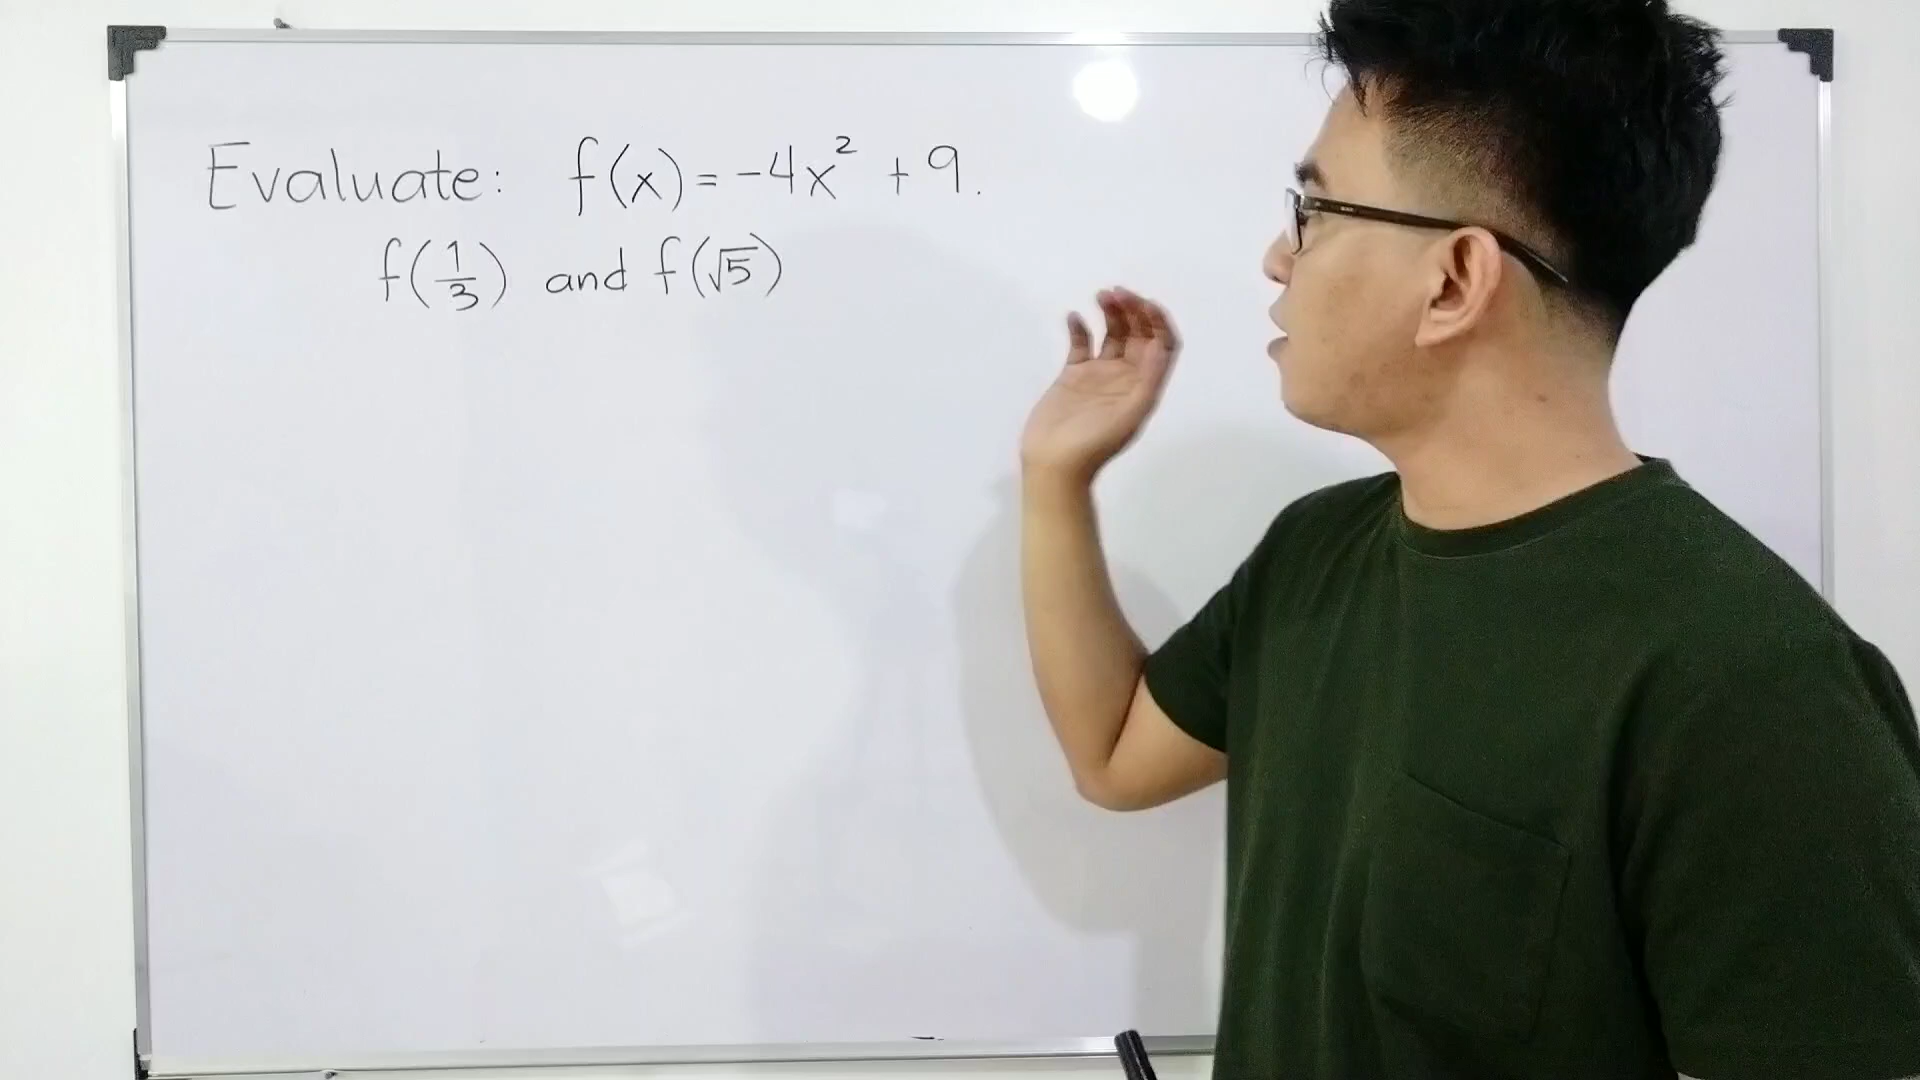 Evaluate: f(x) = -4x² + 9.
f(1/3) and f(√5)